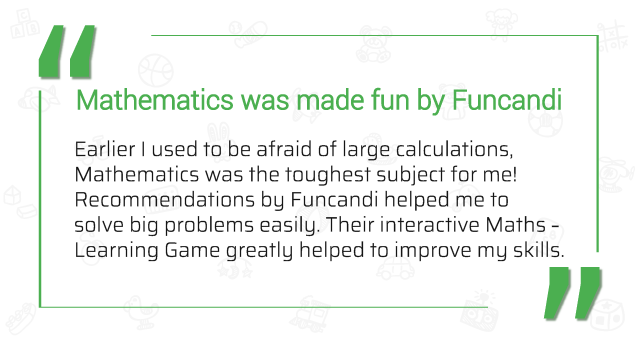 Mathematics was made fun by Funcandi
Earlier I used to be afraid of large calculations,
Mathematics was the toughest subject for me!
Recommendations by Funcandi helped me to
solve big problems easily. Their interactive Maths -
Learning Game greatly helped to improve my skills.